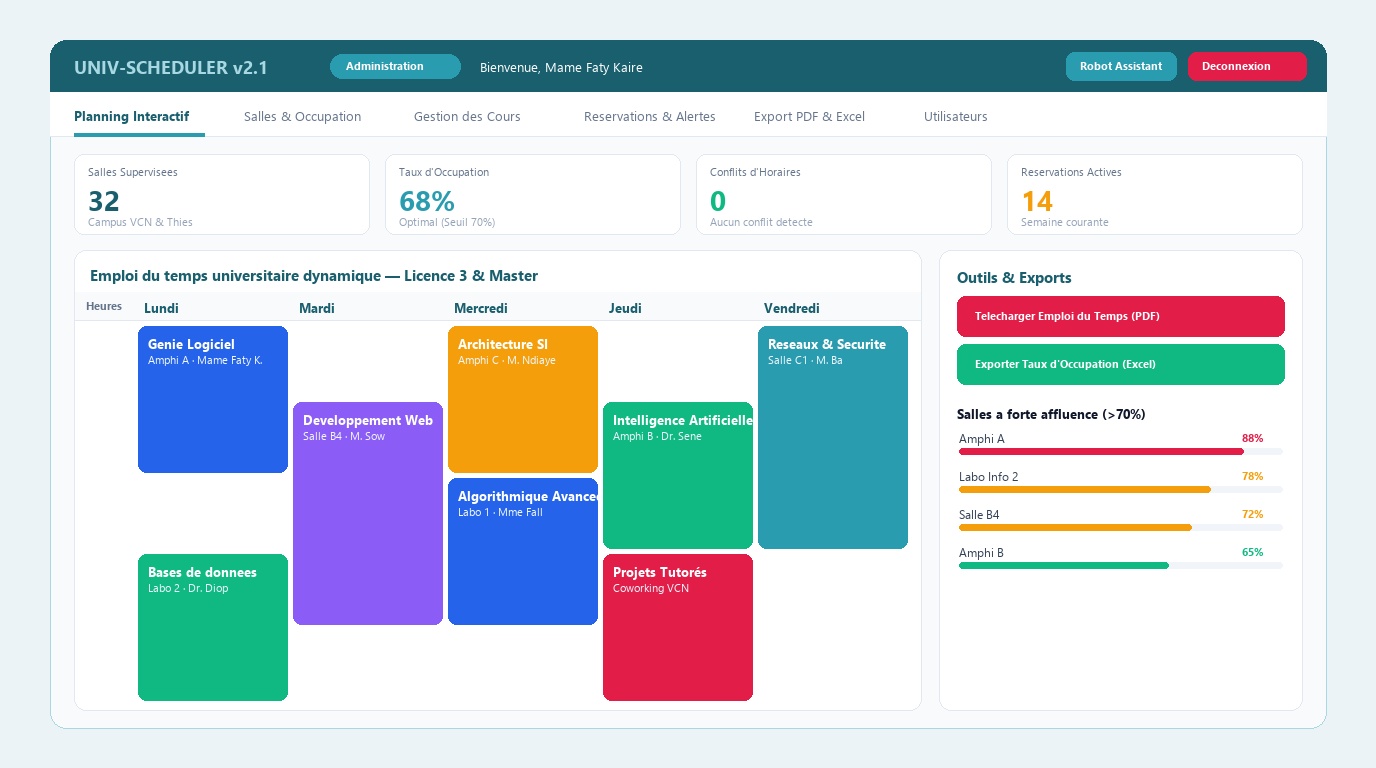 UNIV-SCHEDULER v2.1
Administration
Bienvenue, Mame Faty Kaire
Robot Assistant
Deconnexion
Planning Interactif
Salles & Occupation
Gestion des Cours
Reservations & Alertes
Export PDF & Excel
Utilisateurs
Salles Supervisees
32
Campus VCN & Thies
Taux d'Occupation
68%
Optimal (Seuil 70%)
Conflits d'Horaires
0
Aucun conflit detecte
Reservations Actives
14
Semaine courante
Emploi du temps universitaire dynamique — Licence 3 & Master
Heures
Lundi
Mardi
Mercredi
Jeudi
Vendredi
Genie Logiciel
Amphi A · Mame Faty K.
Bases de donnees
Labo 2 · Dr. Diop
Developpement Web
Salle B4 · M. Sow
Architecture SI
Amphi C · M. Ndiaye
Algorithmique Avancee
Labo 1 · Mme Fall
Intelligence Artificielle
Amphi B · Dr. Sene
Projets Tutorés
Coworking VCN
Reseaux & Securite
Salle C1 · M. Ba
Outils & Exports
Telecharger Emploi du Temps (PDF)
Exporter Taux d'Occupation (Excel)
Salles a forte affluence (>70%)
Amphi A
88%
Labo Info 2
78%
Salle B4
72%
Amphi B
65%